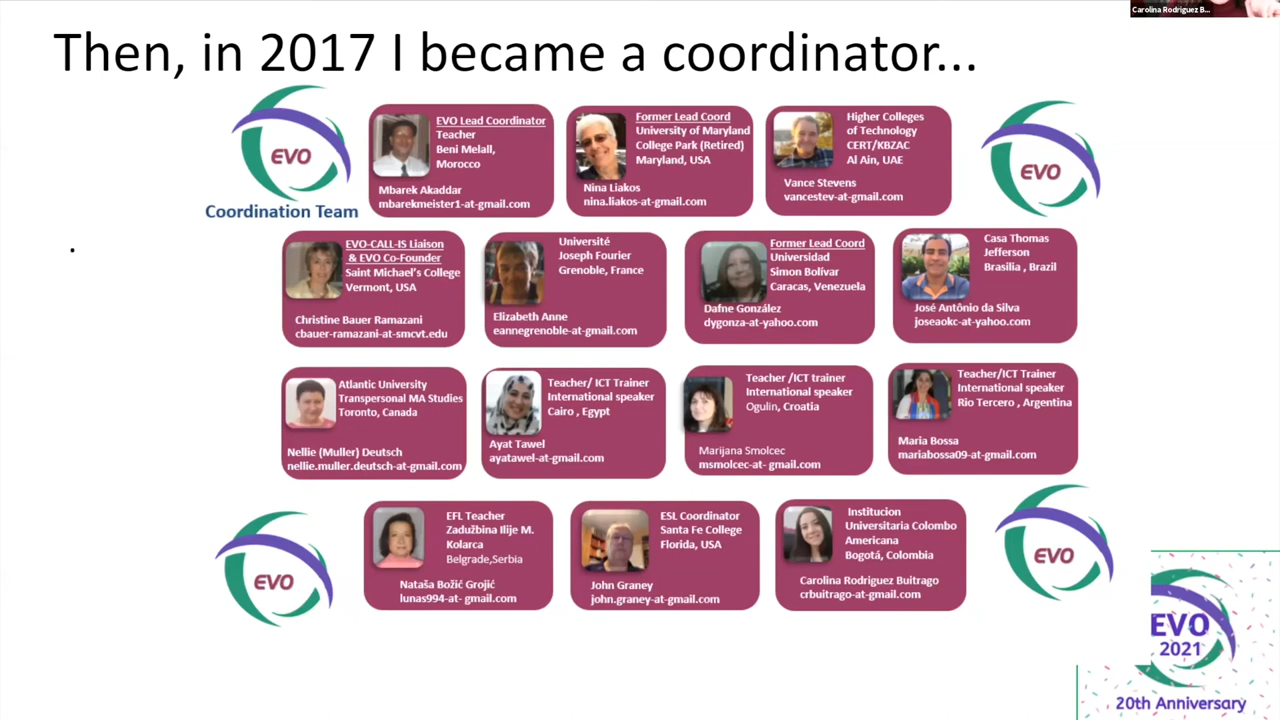 Carolina Rodriguez B...
Then, in 2017 I became a coordinator...
EVO
Coordination Team
EVO Lead Coordinator
Teacher
Beni Melall,
Morocco
Mbarek Akaddar
mbarekmeister1-at-gmail.com
Former Lead Coord
University of Maryland
College Park (Retired)
Maryland, USA
Nina Liakos
nina.liakos-at-gmail.com
Higher Colleges
of Technology
CERT/KBZAC
Al Ain, UAE
Vance Stevens
vancestev-at-gmail.com
EVO
.
EVO-CALL-IS Liaison
& EVO Co-Founder
Saint Michael's College
Vermont, USA
Christine Bauer Ramazani
cbauer-ramazani-at-smcvt.edu
Université
Joseph Fourier
Grenoble, France
Elizabeth Anne
eannegrenoble-at-gmail.com
Former Lead Coord
Universidad
Simon Bolívar
Caracas, Venezuela
Dafne González
dygonza-at-yahoo.com
Casa Thomas
Jefferson
Brasilia , Brazil
José Antônio da Silva
joseaokc-at-yahoo.com
Atlantic University
Transpersonal MA Studies
Toronto, Canada
Nellie (Muller) Deutsch
nellie.muller.deutsch-at-gmail.com
Teacher/ ICT Trainer
International speaker
Cairo , Egypt
Ayat Tawel
ayatawel-at-gmail.com
Teacher /ICT trainer
International speaker
Ogulin, Croatia
Marijana Smolcec
msmolcec-at- gmail.com
Teacher/ICT Trainer
International speaker
Rio Tercero , Argentina
Maria Bossa
mariabossa09-at-gmail.com
EVO
EFL Teacher
Zadužbina Ilije M.
Kolarca
Belgrade,Serbia
Nataša Božić Grojić
lunas994-at- gmail.com
ESL Coordinator
Santa Fe College
Florida, USA
John Graney
john.graney-at-gmail.com
Institucion
Universitaria Colombo
Americana
Bogotá, Colombia
Carolina Rodriguez Buitrago
crbuitrago-at-gmail.com
EVO
EVO
2021
20th Anniversary